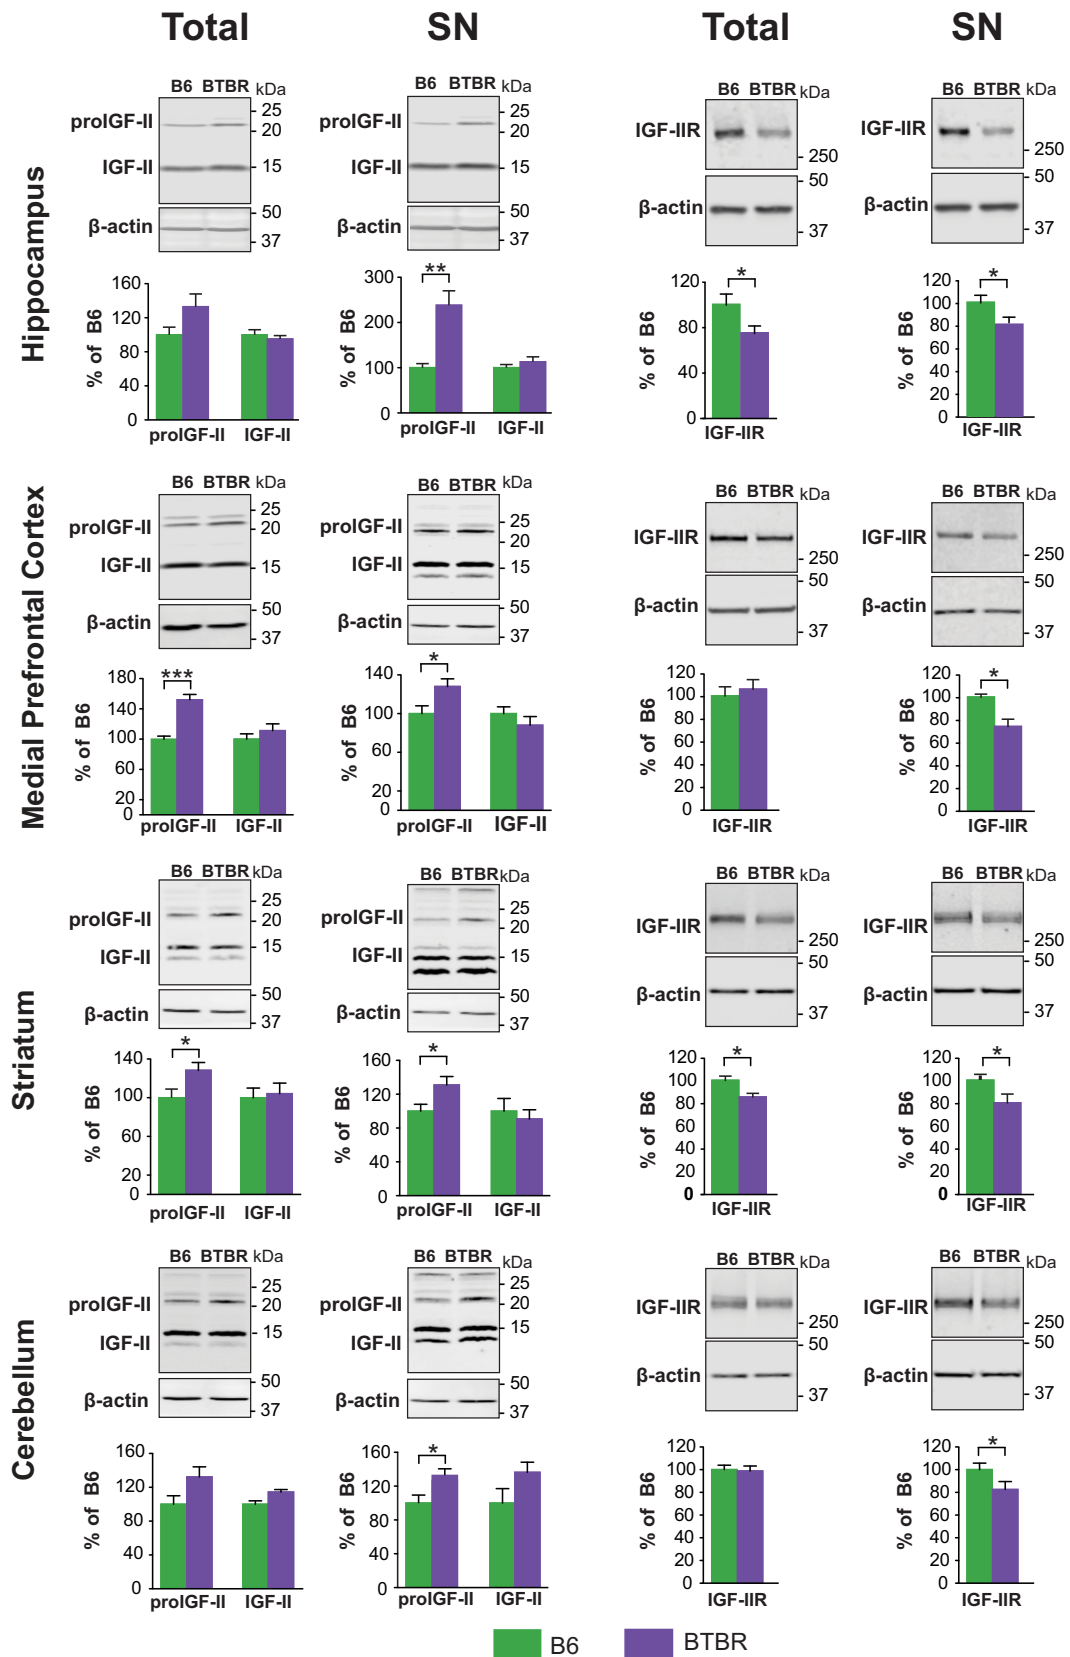 Total SN Total SN
Hippocampus
B6 BTBR kDa
proIGF-II
25
20
IGF-II
15
β-actin
50
37
B6 BTBR kDa
proIGF-II
25
20
IGF-II
15
β-actin
50
37
B6 BTBR kDa
IGF-IIR
250
50
β-actin
37
B6 BTBR kDa
IGF-IIR
250
50
β-actin
37
% of B6
160
120
80
40
0
proIGF-II IGF-II
% of B6
300
200
100
0
**
proIGF-II IGF-II
% of B6
120
80
40
0
*
IGF-IIR
% of B6
120
100
80
60
40
20
0
*
IGF-IIR
Medial Prefrontal Cortex
B6 BTBR kDa
proIGF-II
25
20
IGF-II
15
β-actin
50
37
B6 BTBR kDa
proIGF-II
25
20
IGF-II
15
β-actin
50
37
B6 BTBR kDa
IGF-IIR
250
50
β-actin
37
B6 BTBR kDa
IGF-IIR
250
50
β-actin
37
% of B6
180
140
100
60
20
0
***
proIGF-II IGF-II
% of B6
140
100
60
20
0
*
proIGF-II IGF-II
% of B6
120
100
80
60
40
20
0
IGF-IIR
% of B6
120
100
80
60
40
20
0
*
IGF-IIR
Striatum
B6 BTBR kDa
proIGF-II
25
20
IGF-II
15
β-actin
50
37
B6 BTBR kDa
proIGF-II
25
20
IGF-II
15
β-actin
50
37
B6 BTBR kDa
IGF-IIR
250
50
β-actin
37
B6 BTBR kDa
IGF-IIR
250
50
β-actin
37
% of B6
140
100
60
20
0
*
proIGF-II IGF-II
% of B6
160
120
80
40
0
*
proIGF-II IGF-II
% of B6
120
100
80
60
40
20
0
*
IGF-IIR
% of B6
120
100
80
60
40
20
0
*
IGF-IIR
Cerebellum
B6 BTBR kDa
proIGF-II
25
20
IGF-II
15
β-actin
50
37
B6 BTBR kDa
proIGF-II
25
20
IGF-II
15
β-actin
50
37
B6 BTBR kDa
IGF-IIR
250
50
β-actin
37
B6 BTBR kDa
IGF-IIR
250
50
β-actin
37
% of B6
160
120
80
40
0
proIGF-II IGF-II
% of B6
160
120
80
40
0
*
proIGF-II IGF-II
% of B6
120
100
80
60
40
20
0
IGF-IIR
% of B6
120
100
80
60
40
20
0
*
IGF-IIR
B6 BTBR